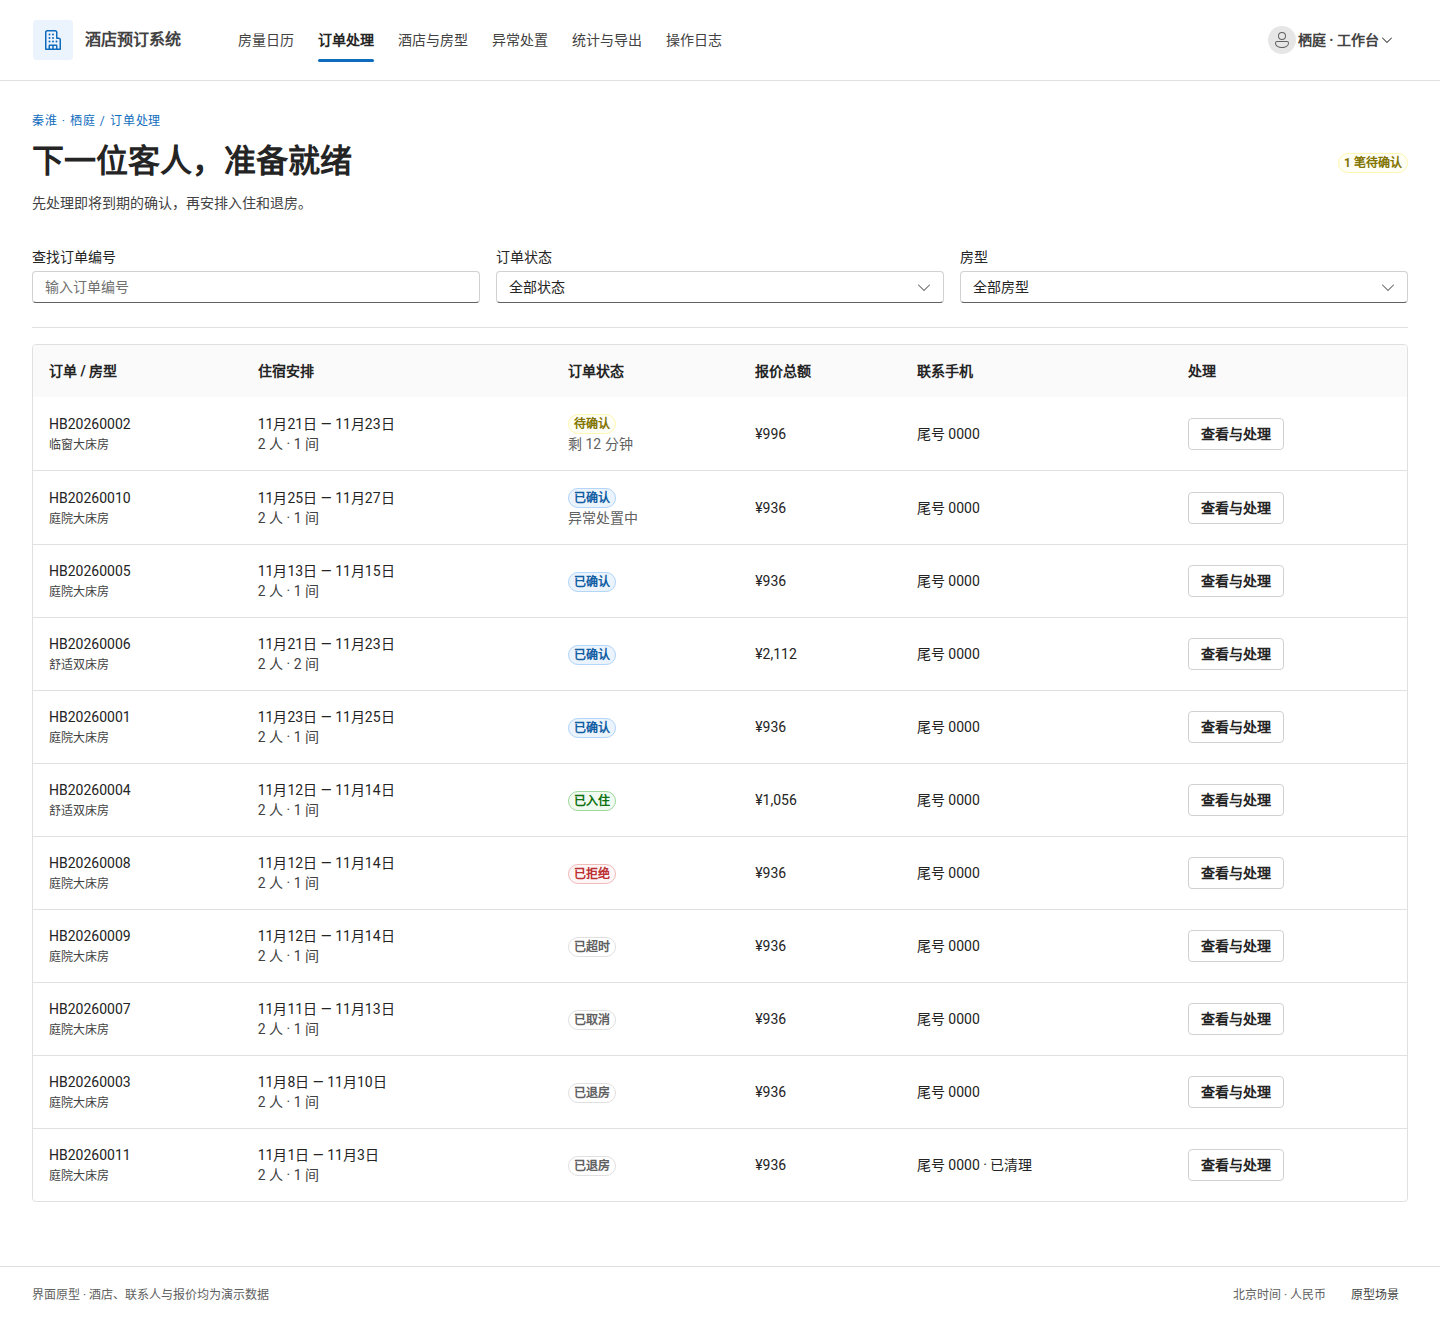 酒店预订系统
房量日历 订单处理 酒店与房型 异常处置 统计与导出 操作日志
栖庭 · 工作台
秦淮 · 栖庭 / 订单处理
下一位客人，准备就绪
1 笔待确认
先处理即将到期的确认，再安排入住和退房。
查找订单编号 订单状态 房型
输入订单编号 全部状态 全部房型
订单 / 房型 住宿安排 订单状态 报价总额 联系手机 处理
HB20260002 11月21日 — 11月23日 待确认 ¥996 尾号 0000 查看与处理
临窗大床房 2 人 · 1 间 剩 12 分钟
HB20260010 11月25日 — 11月27日 已确认 ¥936 尾号 0000 查看与处理
庭院大床房 2 人 · 1 间 异常处置中
HB20260005 11月13日 — 11月15日 已确认 ¥936 尾号 0000 查看与处理
庭院大床房 2 人 · 1 间
HB20260006 11月21日 — 11月23日 已确认 ¥2,112 尾号 0000 查看与处理
舒适双床房 2 人 · 2 间
HB20260001 11月23日 — 11月25日 已确认 ¥936 尾号 0000 查看与处理
庭院大床房 2 人 · 1 间
HB20260004 11月12日 — 11月14日 已入住 ¥1,056 尾号 0000 查看与处理
舒适双床房 2 人 · 1 间
HB20260008 11月12日 — 11月14日 已拒绝 ¥936 尾号 0000 查看与处理
庭院大床房 2 人 · 1 间
HB20260009 11月12日 — 11月14日 已超时 ¥936 尾号 0000 查看与处理
庭院大床房 2 人 · 1 间
HB20260007 11月11日 — 11月13日 已取消 ¥936 尾号 0000 查看与处理
庭院大床房 2 人 · 1 间
HB20260003 11月8日 — 11月10日 已退房 ¥936 尾号 0000 查看与处理
庭院大床房 2 人 · 1 间
HB20260011 11月1日 — 11月3日 已退房 ¥936 尾号 0000 · 已清理 查看与处理
庭院大床房 2 人 · 1 间
界面原型 · 酒店、联系人与报价均为演示数据 北京时间 · 人民币 原型场景